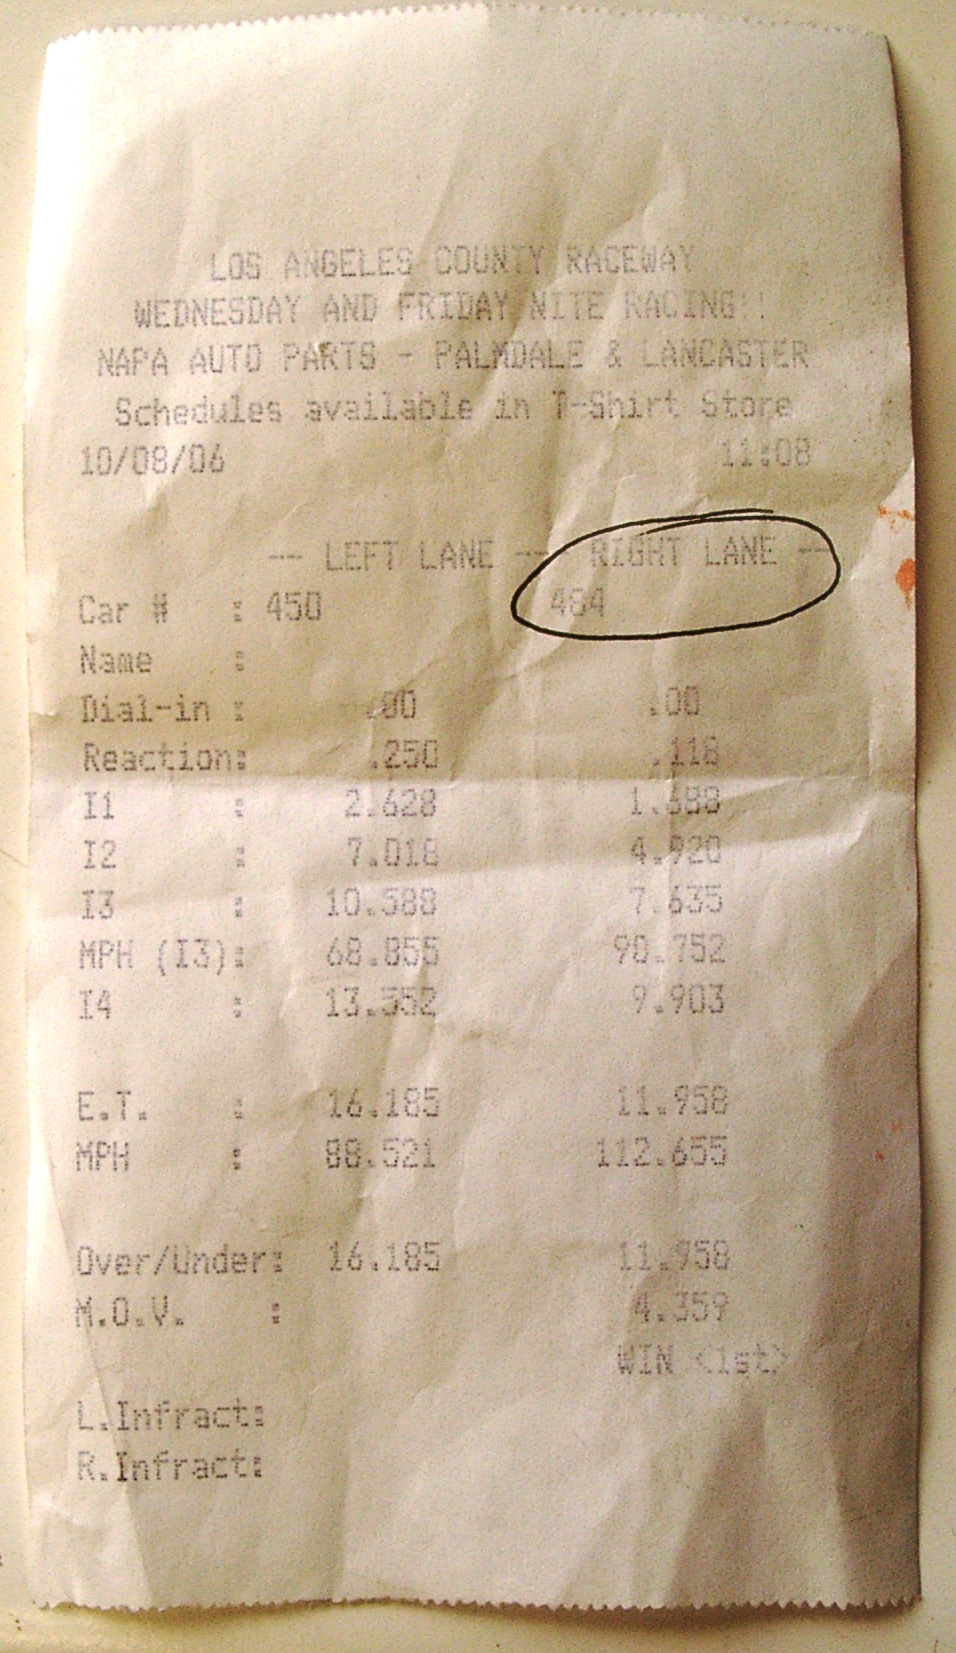 LOS ANGELES COUNTY RACEWAY
WEDNESDAY AND FRIDAY NITE RACING!!
NAPA AUTO PARTS - PALMDALE & LANCASTER
Schedules available in T-Shirt Store
10/08/06 11:08
-- LEFT LANE -- RIGHT LANE --
Car # : 450 484
Name :
Dial-in : .00 .00
Reaction: .250 .118
I1 : 2.628 1.688
I2 : 7.018 4.920
I3 : 10.588 7.635
MPH (I3): 68.855 90.752
I4 : 13.552 9.903
E.T. : 16.185 11.958
MPH : 88.521 112.655
Over/Under: 16.185 11.958
M.O.V. : 4.359
WIN <1st>
L.Infract:
R.Infract: